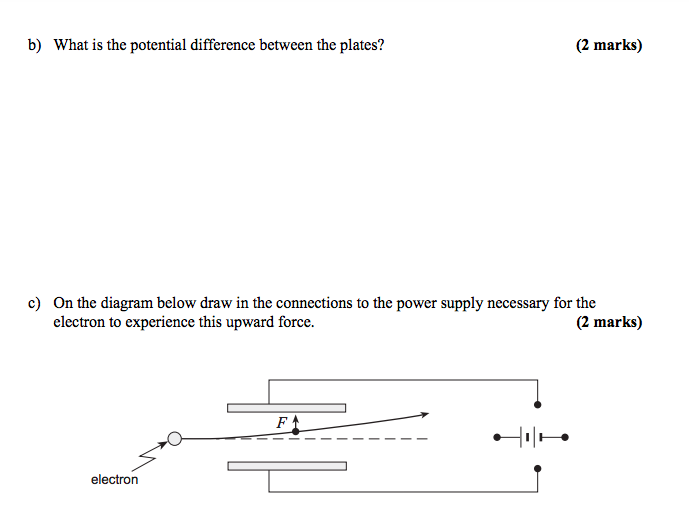 b) What is the potential difference between the plates? (2 marks)
c) On the diagram below draw in the connections to the power supply necessary for the
electron to experience this upward force. (2 marks)
F
electron